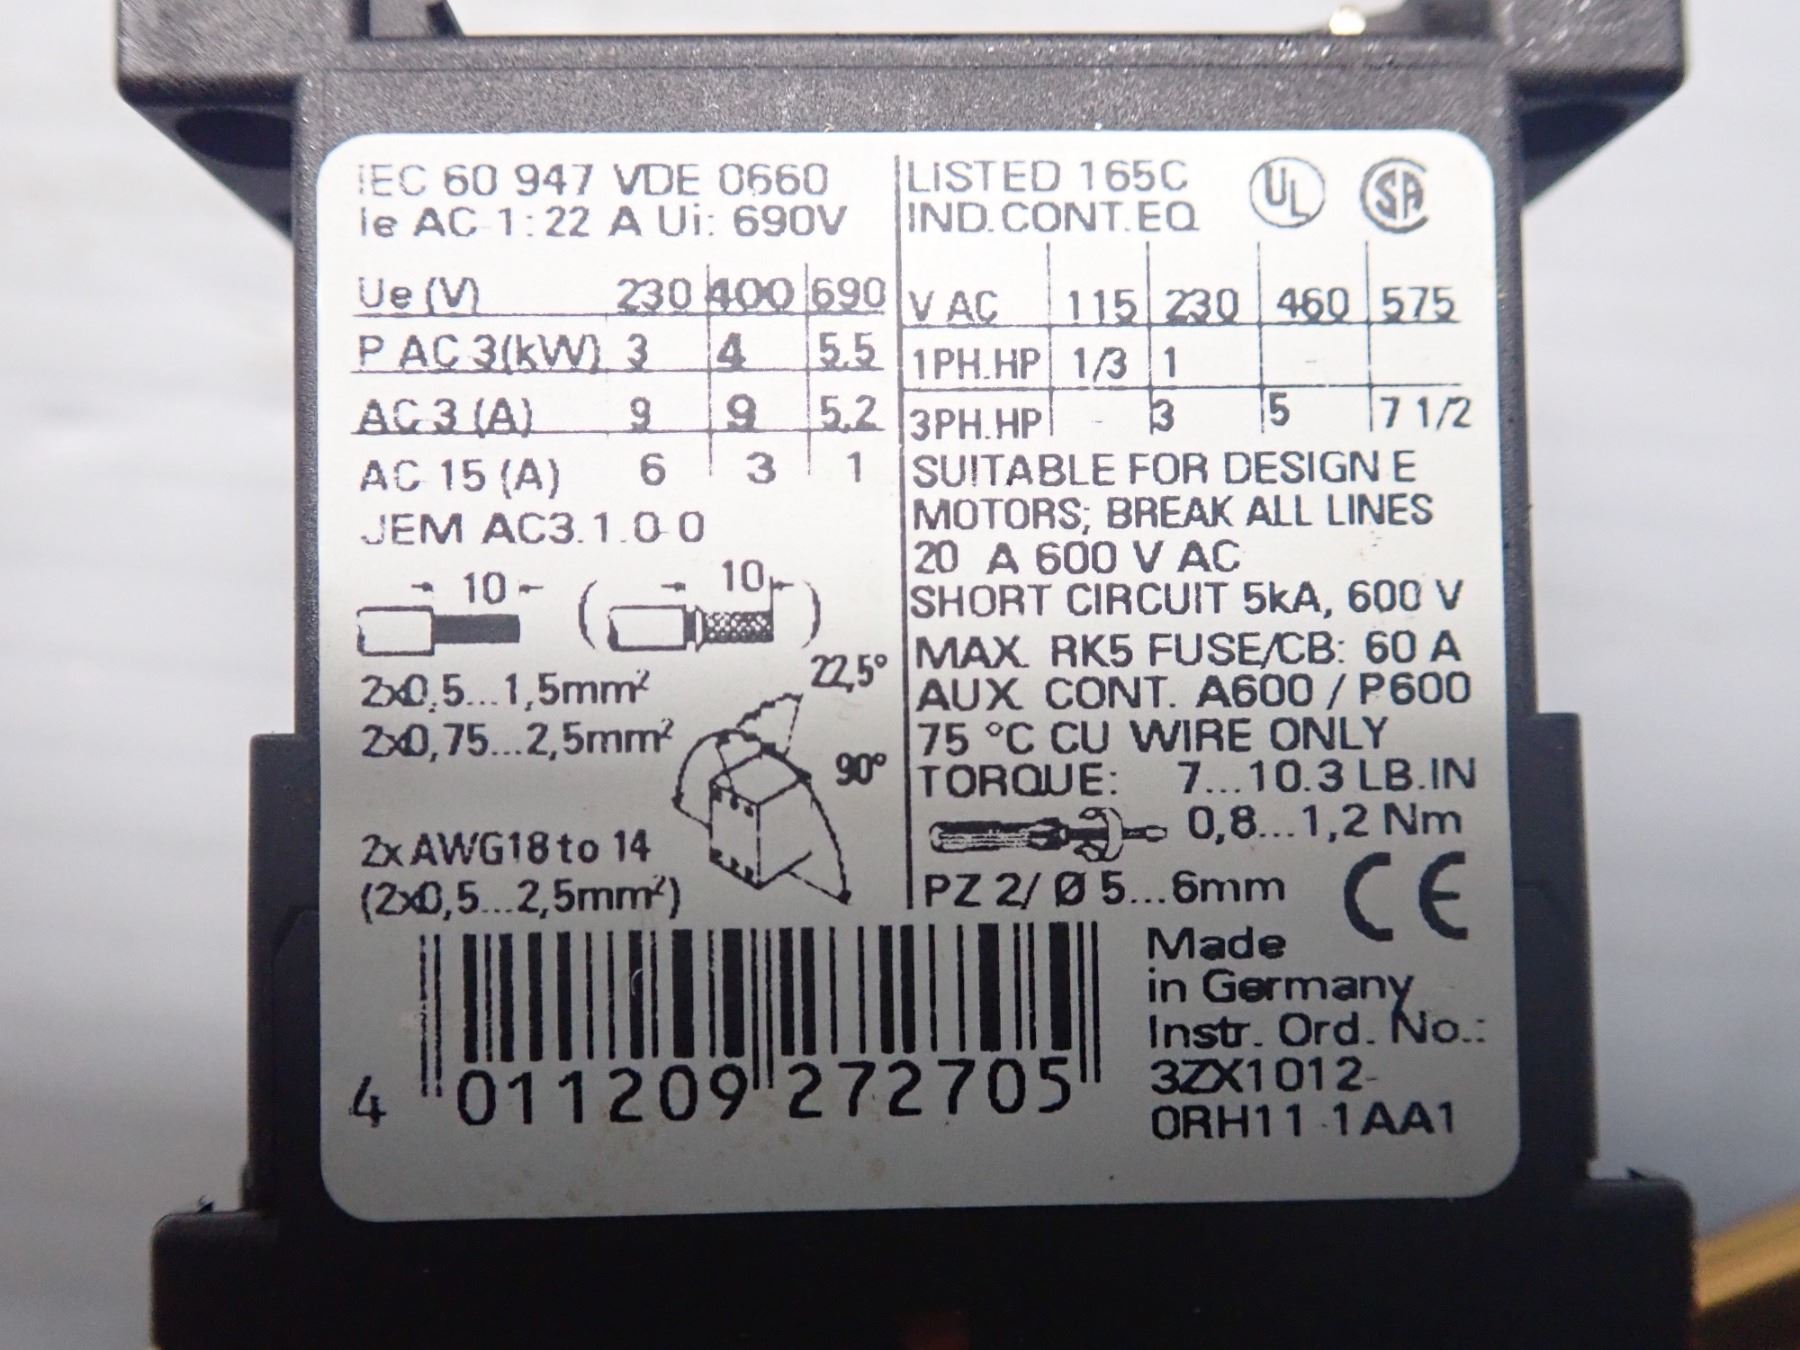 IEC 60 947 VDE 0660
Ie AC-1: 22 A Ui: 690V
Ue (V) 230 400 690
P AC 3(kW) 3 4 5.5
AC 3 (A) 9 9 5.2
AC 15 (A) 6 3 1
JEM AC3.1.0-0
10 ( 10 )
2x0,5...1,5mm²
2x0,75...2,5mm²
22,5°
90°
2x AWG18 to 14
(2x0,5...2,5mm²)
LISTED 165C
IND. CONT. EQ
UL SA
V AC 115 230 460 575
1PH.HP 1/3 1 - -
3PH.HP - 3 5 7 1/2
SUITABLE FOR DESIGN E
MOTORS; BREAK ALL LINES
20 A 600 V AC
SHORT CIRCUIT 5kA, 600 V
MAX. RK5 FUSE/CB: 60 A
AUX. CONT. A600 / P600
75 °C CU WIRE ONLY
TORQUE: 7...10.3 LB.IN
0,8...1,2 Nm
PZ 2/ Ø 5...6mm
CE
4 011209 272705
Made
in Germany
Instr. Ord. No.:
3ZX1012-
0RH11-1AA1